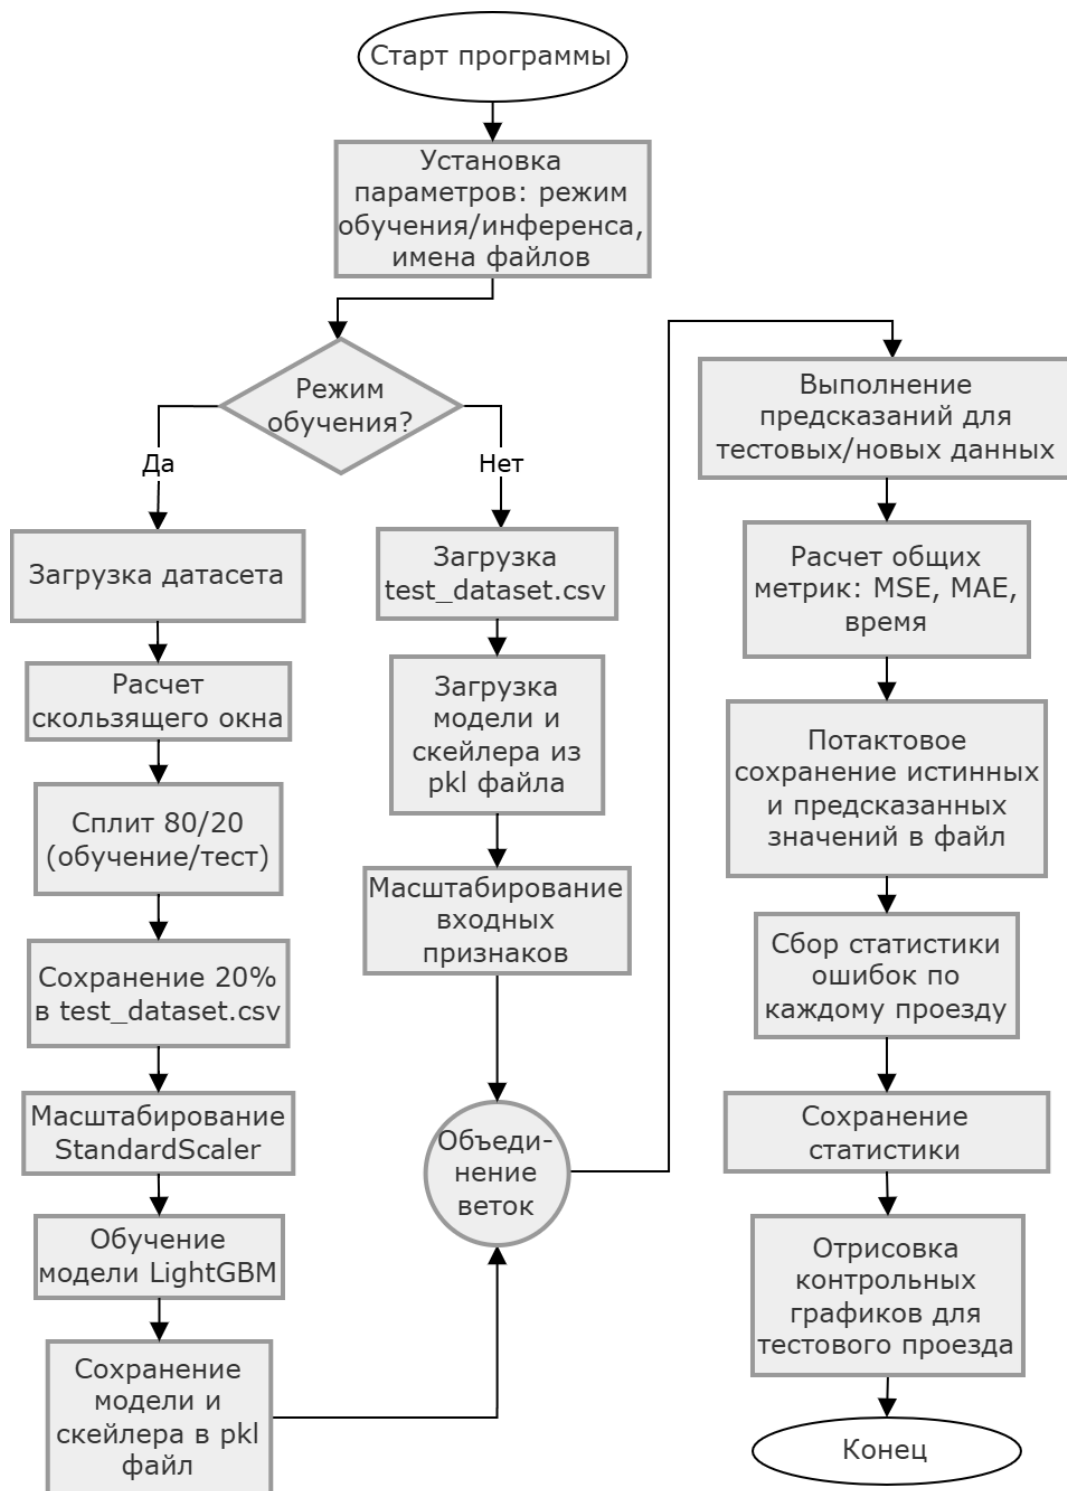 Старт программы
Установка
параметров: режим
обучения/инференса,
имена файлов
Режим
обучения?
Да
Нет
Загрузка датасета
Расчет
скользящего окна
Сплит 80/20
(обучение/тест)
Сохранение 20%
в test_dataset.csv
Масштабирование
StandardScaler
Обучение
модели LightGBM
Сохранение
модели и
скейлера в pkl
файл
Загрузка
test_dataset.csv
Загрузка
модели и
скейлера из
pkl файла
Масштабирование
входных
признаков
Объеди-
нение
веток
Выполнение
предсказаний для
тестовых/новых данных
Расчет общих
метрик: MSE, MAE,
время
Потактовое
сохранение истинных
и предсказанных
значений в файл
Сбор статистики
ошибок по
каждому проезду
Сохранение
статистики
Отрисовка
контрольных
графиков для
тестового проезда
Конец